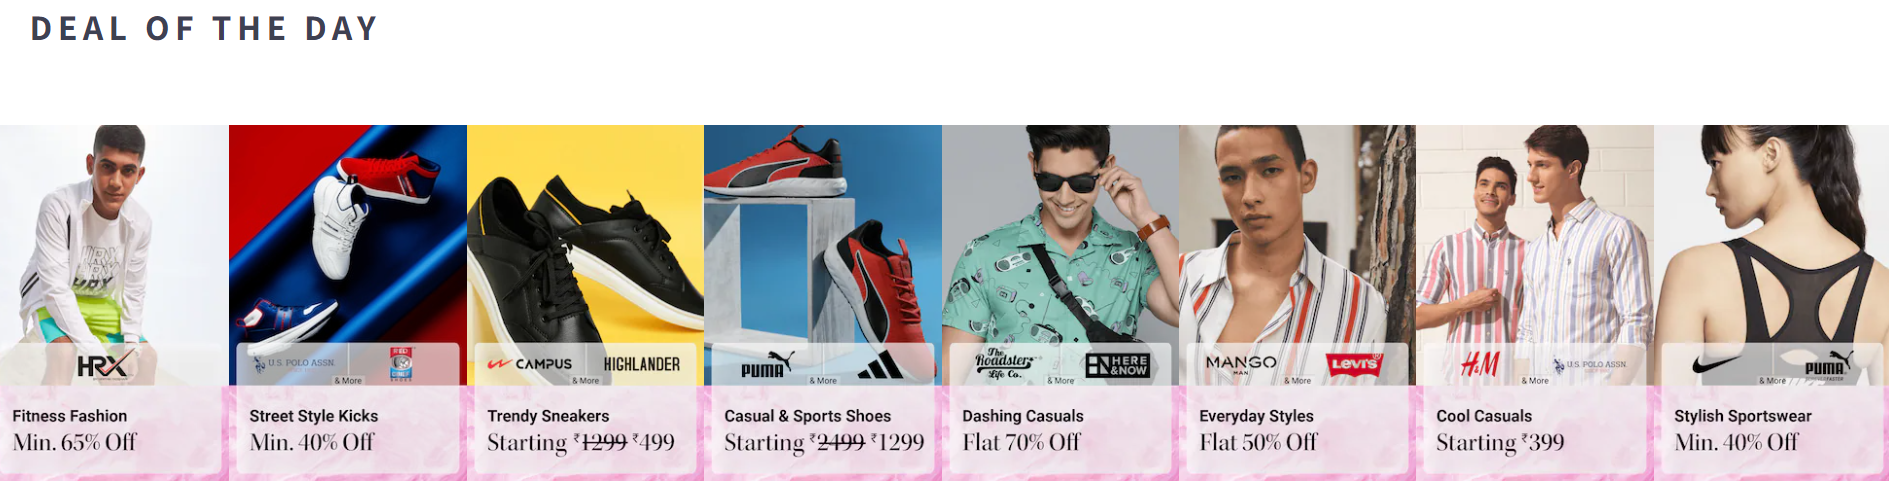 DEAL OF THE DAY
HRX
Fitness Fashion
Min. 65% Off
U.S. POLO ASSN.
RED
& More
Street Style Kicks
Min. 40% Off
CAMPUS HIGHLANDER
& More
Trendy Sneakers
Starting ₹1299 ₹499
PUMA
& More
Casual & Sports Shoes
Starting ₹2499 ₹1299
The Roadster Life Co.
HERE &NOW
& More
Dashing Casuals
Flat 70% Off
MANGO MAN
Levi's
& More
Everyday Styles
Flat 50% Off
H&M
U.S. POLO ASSN
& More
Cool Casuals
Starting ₹399
PUMA
& More
Stylish Sportswear
Min. 40% Off